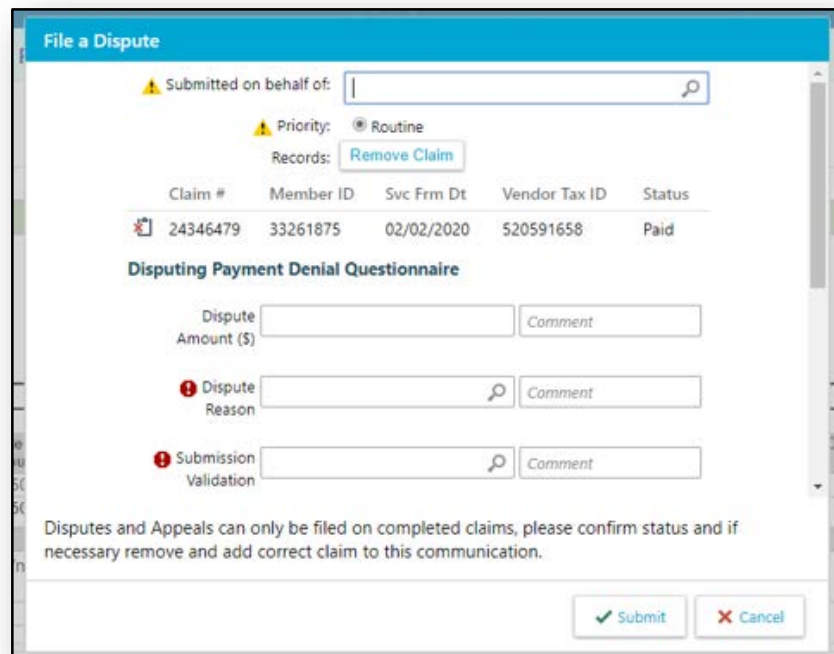 File a Dispute
Submitted on behalf of:
Priority: Routine
Records: Remove Claim
Claim # Member ID Svc Frm Dt Vendor Tax ID Status
24346479 33261875 02/02/2020 520591658 Paid
Disputing Payment Denial Questionnaire
Dispute Amount ($) Comment
Dispute Reason Comment
Submission Validation Comment
Disputes and Appeals can only be filed on completed claims, please confirm status and if
necessary remove and add correct claim to this communication.
Submit Cancel